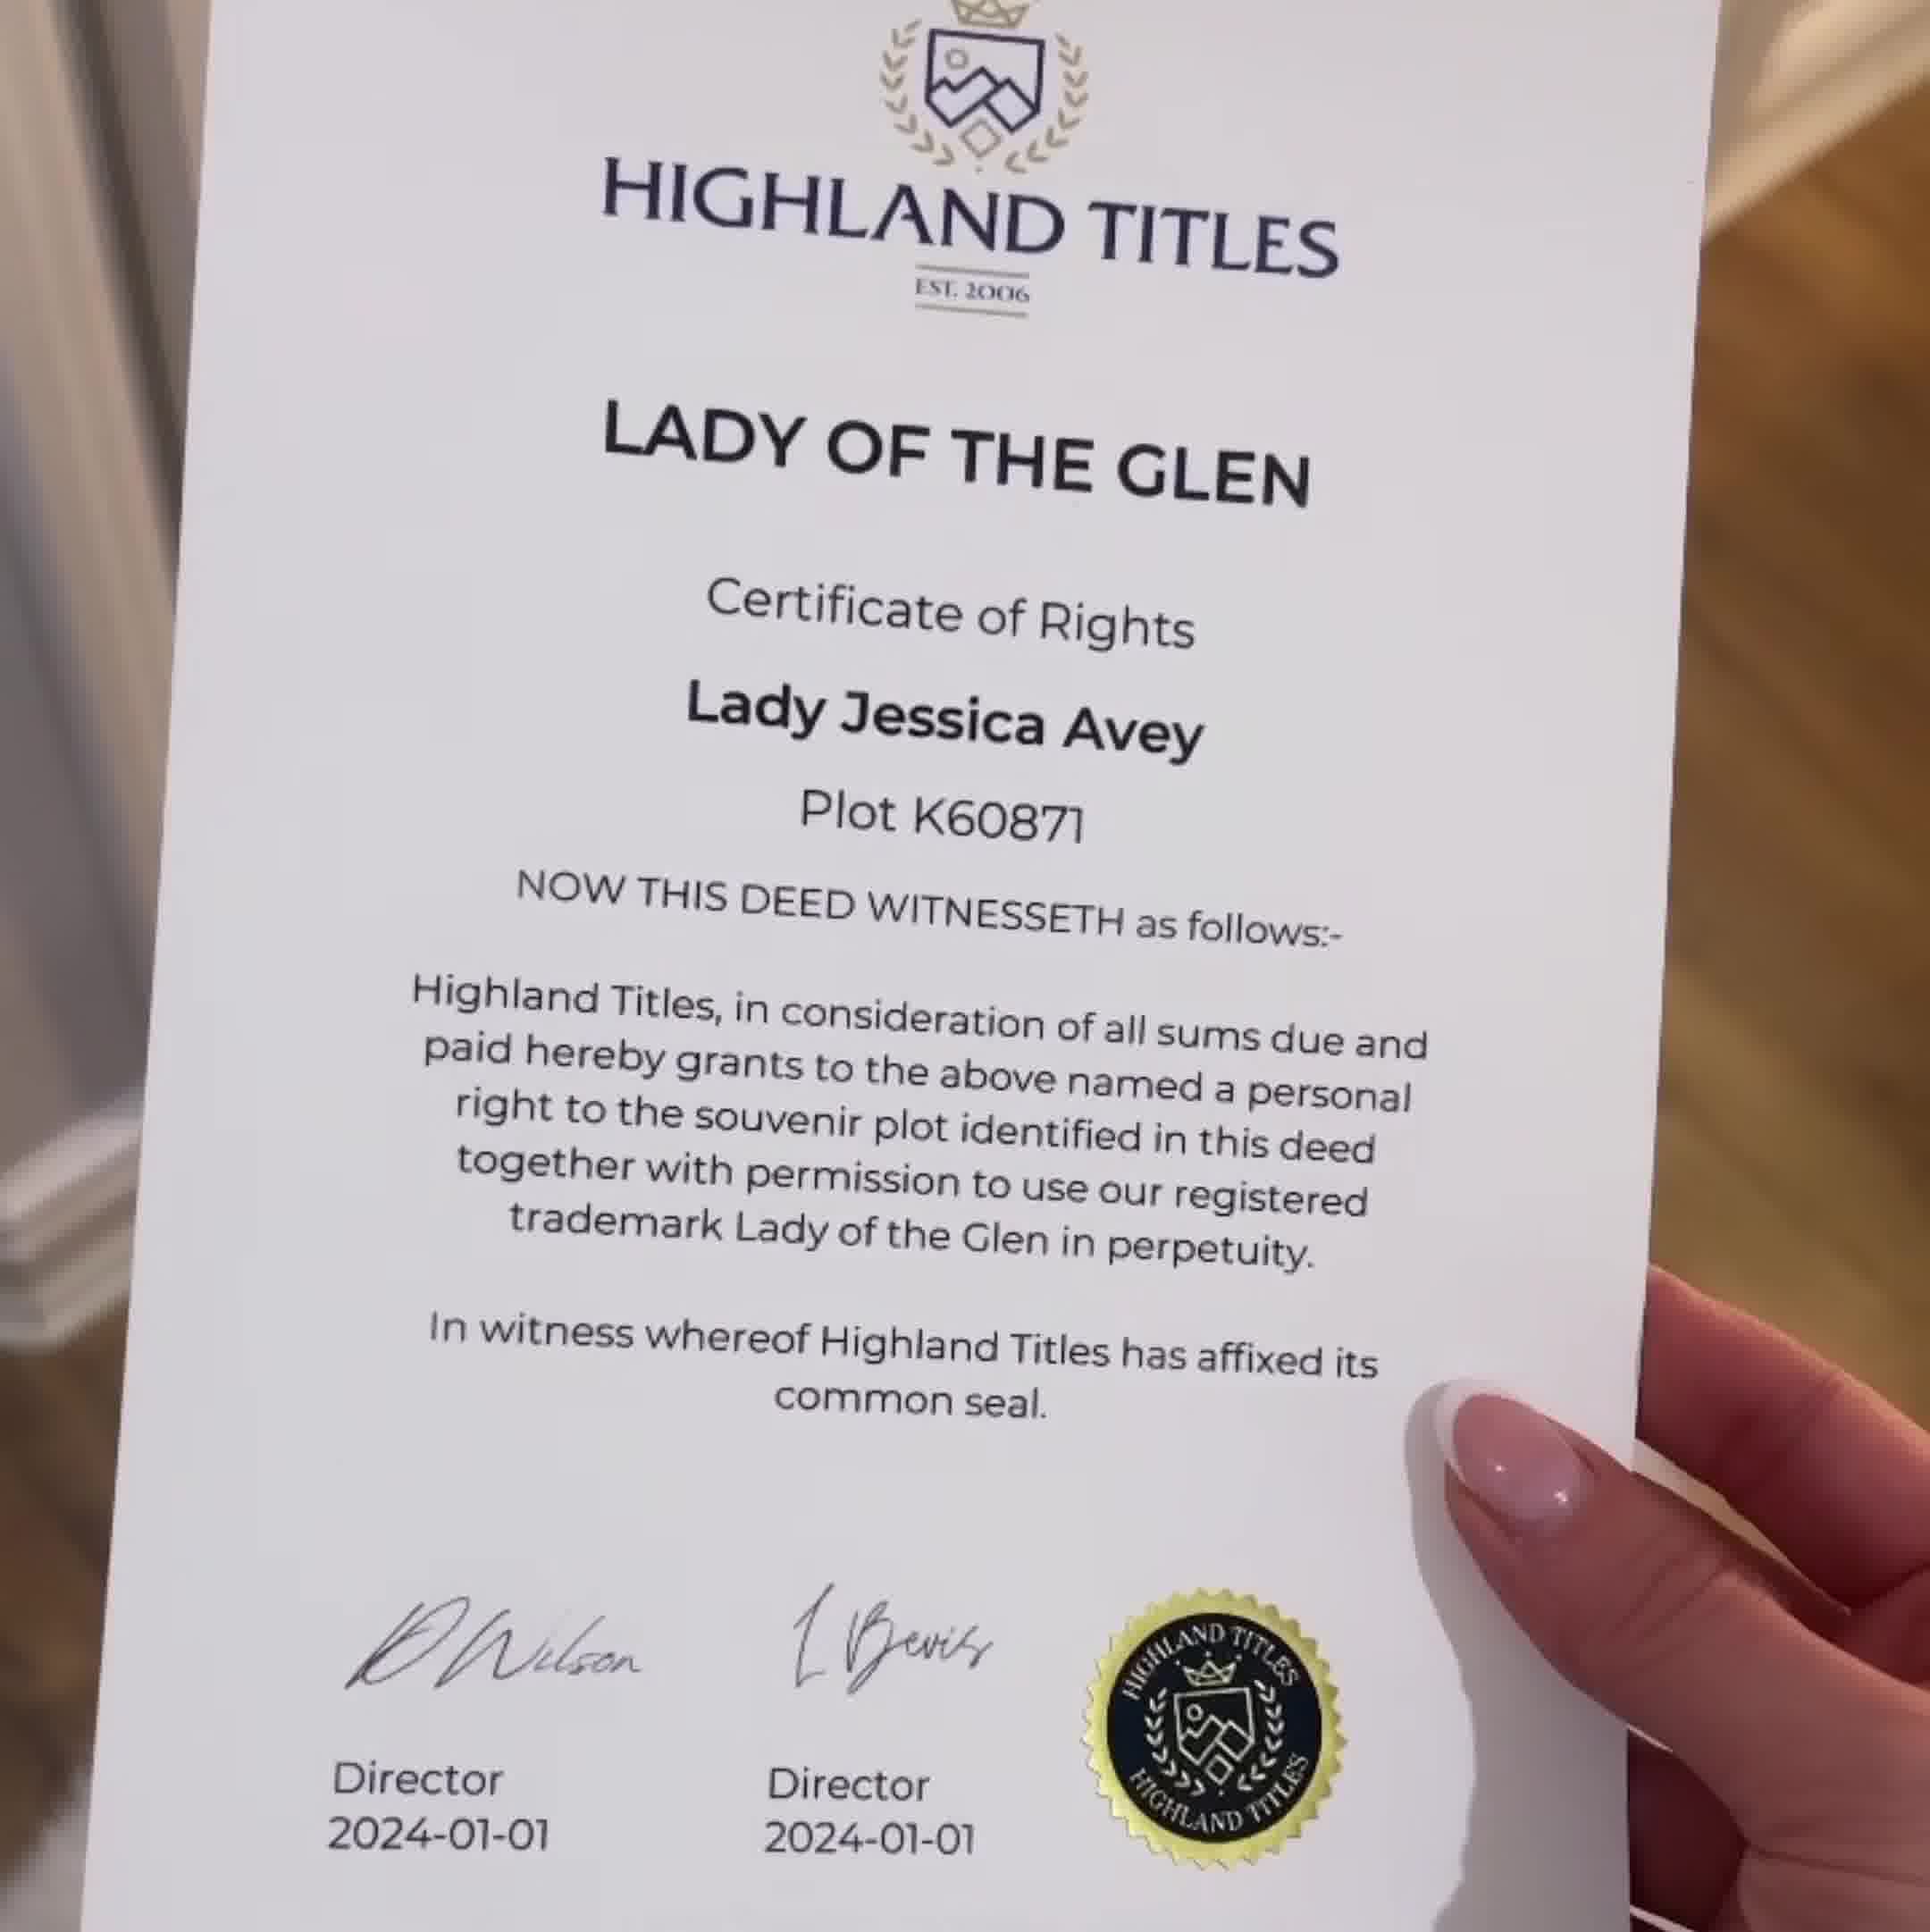 HIGHLAND TITLES
EST. 2006
LADY OF THE GLEN
Certificate of Rights
Lady Jessica Avey
Plot K60871
NOW THIS DEED WITNESSETH as follows:-
Highland Titles, in consideration of all sums due and
paid hereby grants to the above named a personal
right to the souvenir plot identified in this deed
together with permission to use our registered
trademark Lady of the Glen in perpetuity.
In witness whereof Highland Titles has affixed its
common seal.
D Wilson
L Bevis
Director
2024-01-01
Director
2024-01-01
HIGHLAND TITLES
HIGHLAND TITLES